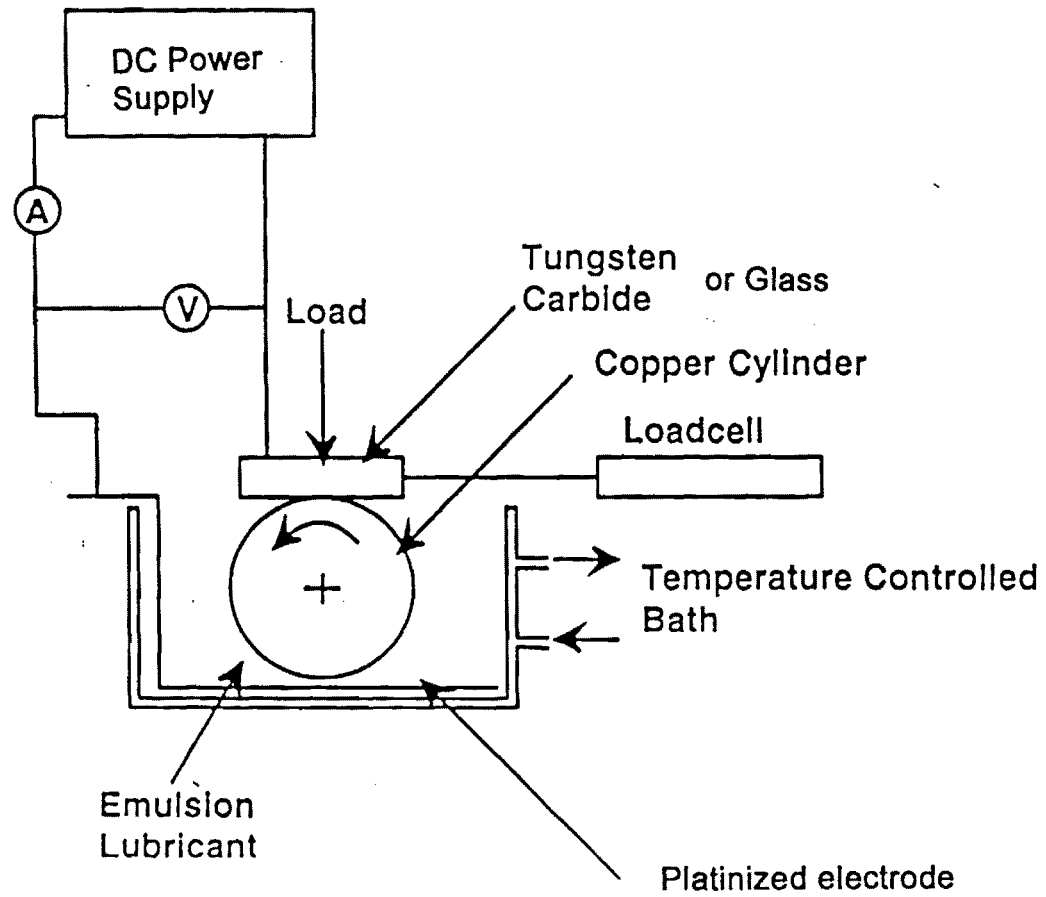 DC Power
Supply
A
V
Load
Tungsten
Carbide
or Glass
Copper Cylinder
Loadcell
Temperature Controlled
Bath
Emulsion
Lubricant
Platinized electrode